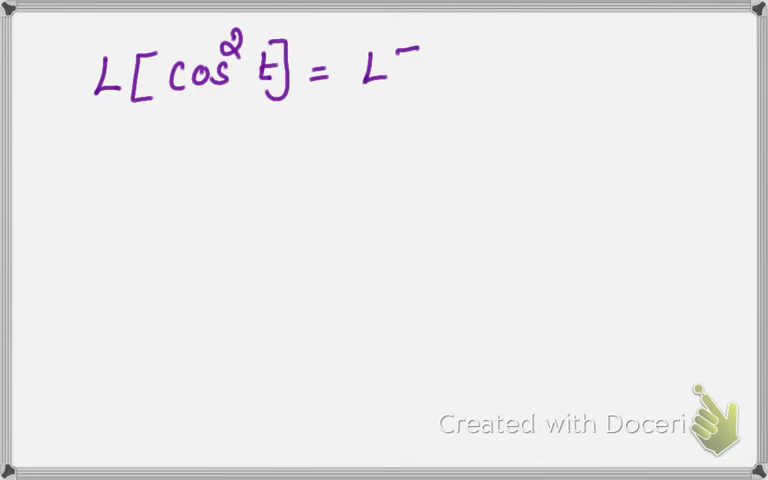 L[cos² t] = L
Created with Doceri